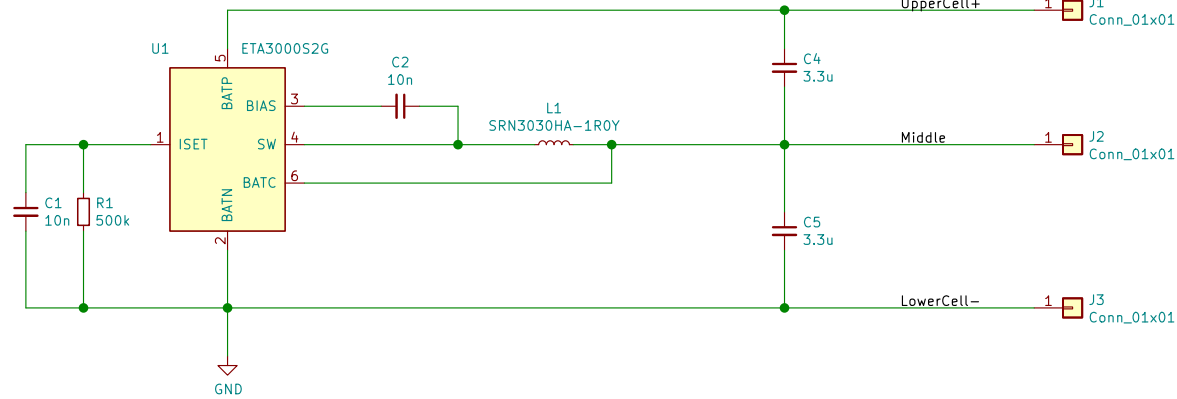 UpperCell+
1
J1
Conn_01x01
U1
ETA3000S2G
5
BATP
C2
10n
C4
3.3u
BIAS
3
L1
SRN3030HA-1R0Y
1
ISET
SW
4
Middle
1
J2
Conn_01x01
BATC
6
BATN
2
C1
10n
R1
500k
C5
3.3u
LowerCell-
1
J3
Conn_01x01
GND